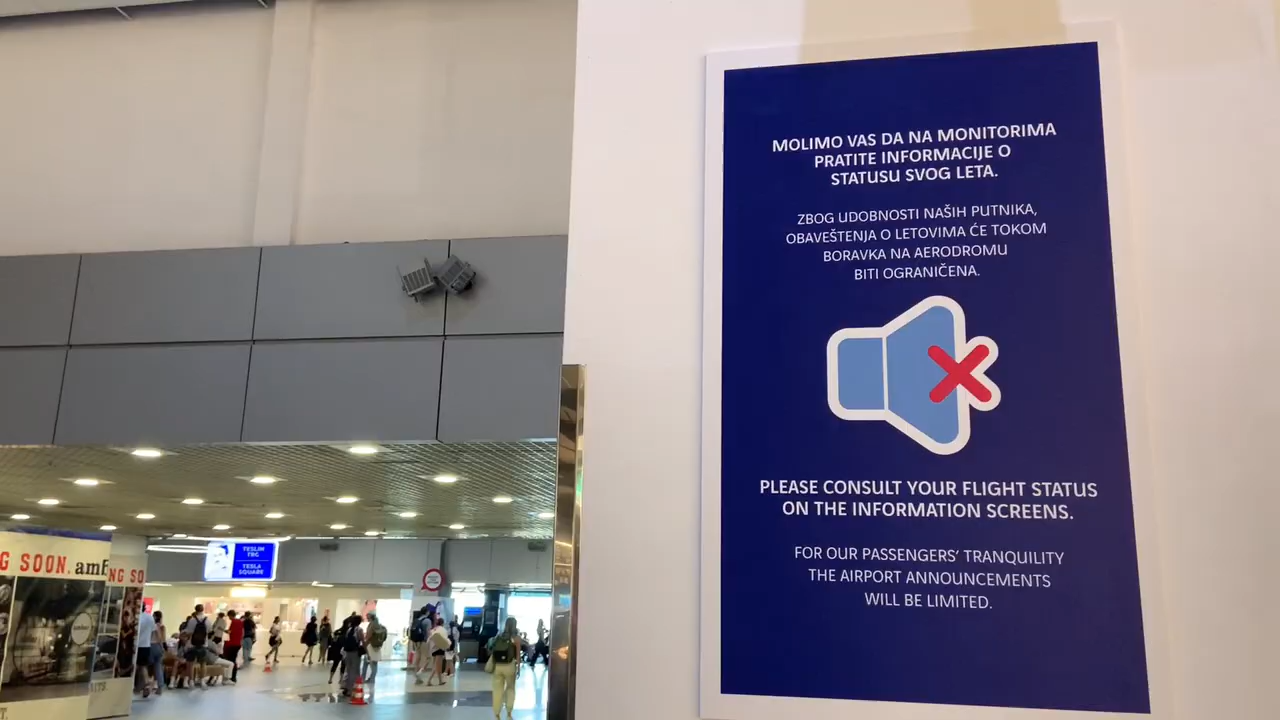 MOLIMO VAS DA NA MONITORIMA
PRATITE INFORMACIJE O
STATUSU SVOG LETA.
ZBOG UDOBNOSTI NAŠIH PUTNIKA,
OBAVEŠTENJA O LETOVIMA ĆE TOKOM
BORAVKA NA AERODROMU
BITI OGRANIČENA.
PLEASE CONSULT YOUR FLIGHT STATUS
ON THE INFORMATION SCREENS.
FOR OUR PASSENGERS' TRANQUILITY
THE AIRPORT ANNOUNCEMENTS
WILL BE LIMITED.
G SOON.
NG SO
TESLIN
TRG
TESLA
SQUARE